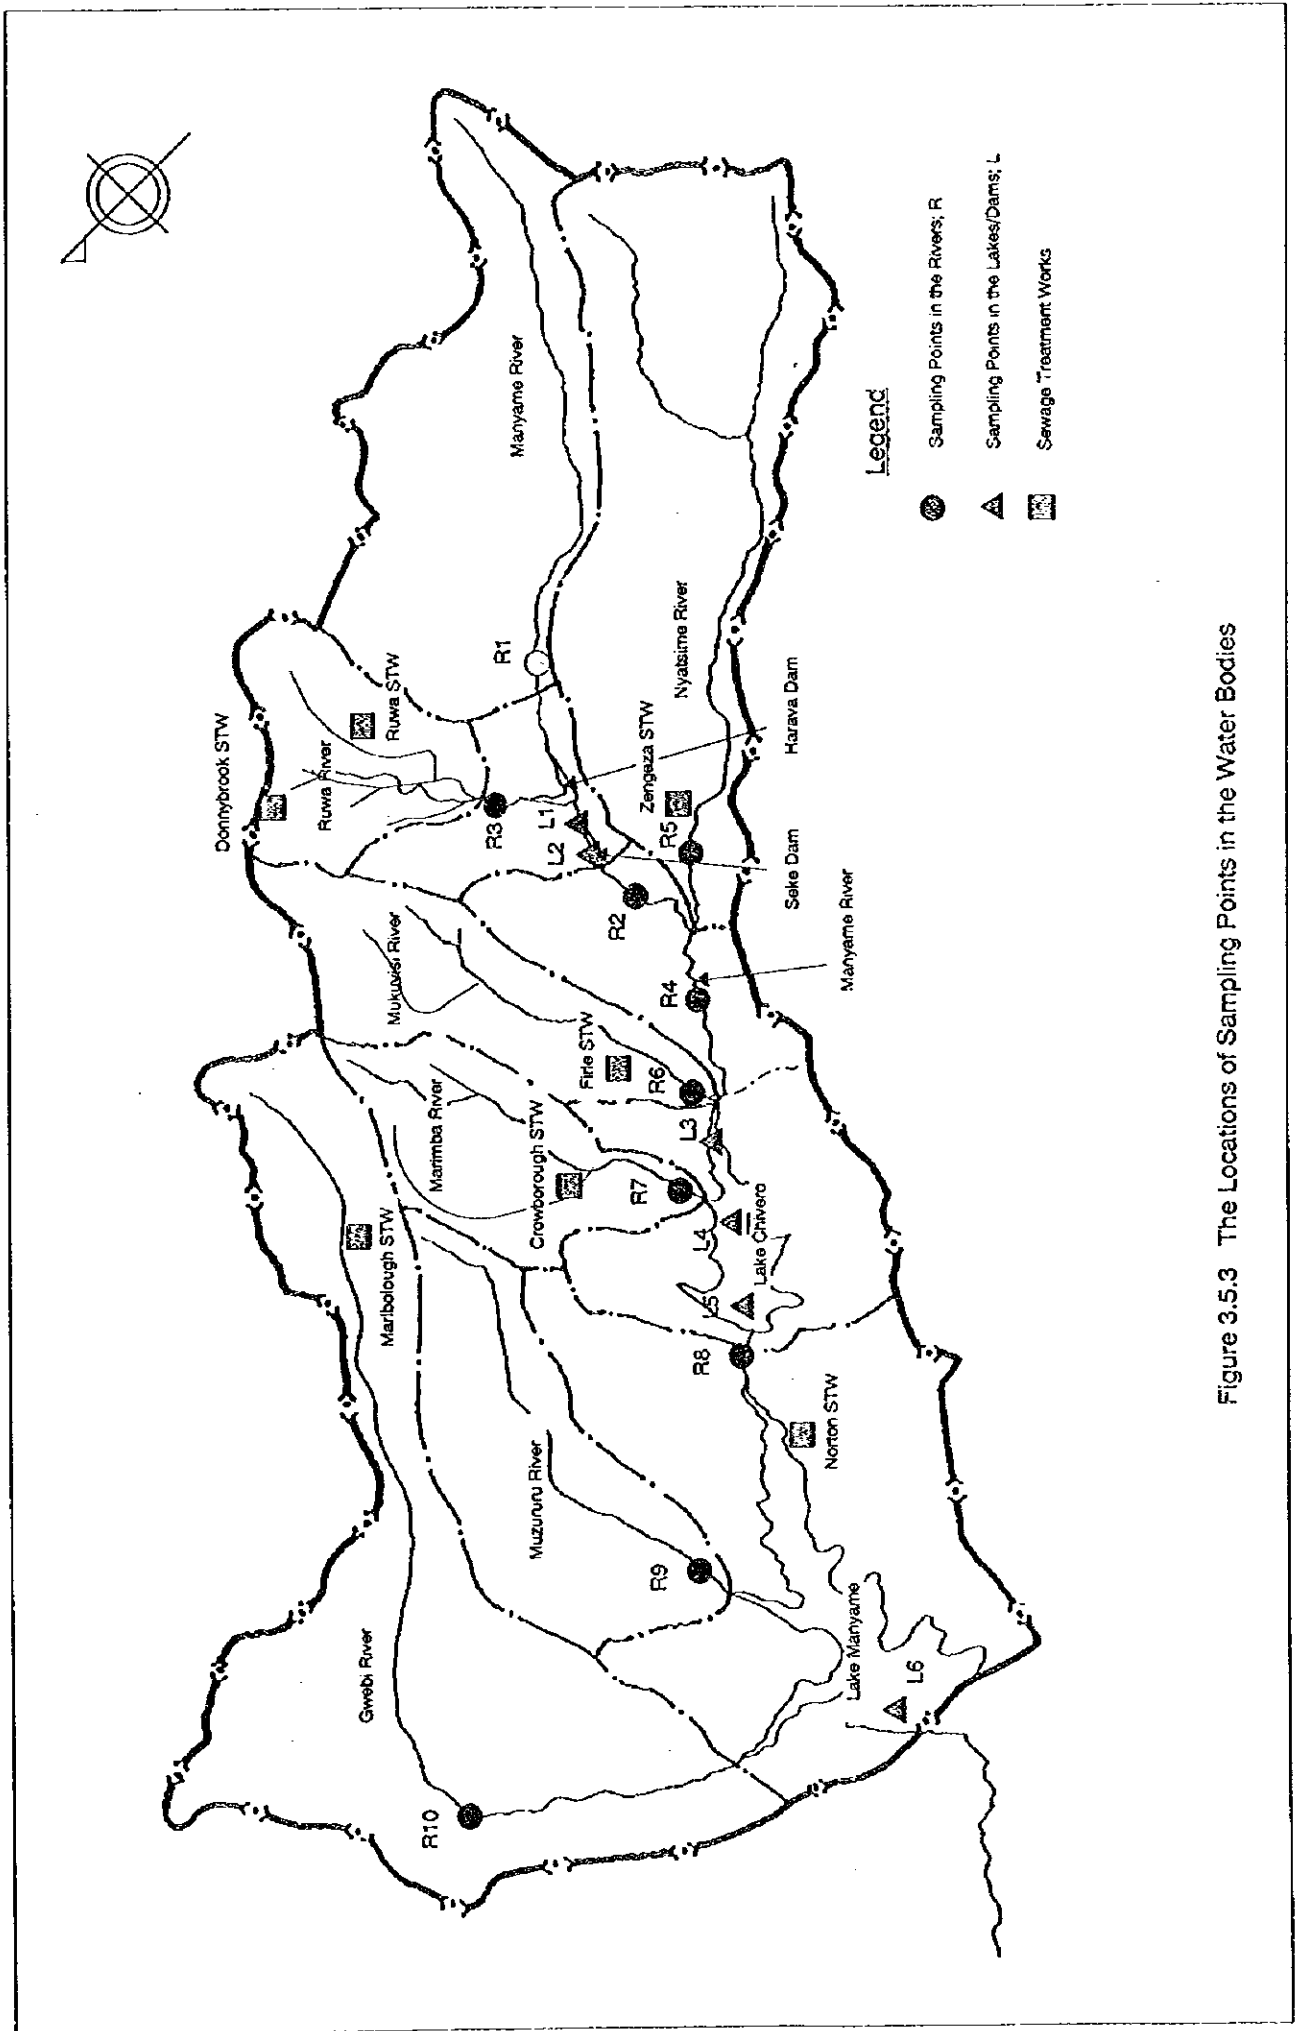 Donnybrook STW
Ruwa River
Ruwa STW
Manyame River
R1
R3
L1
L2
R2
Zengeza STW
R5
Nyatsime River
Harava Dam
Seke Dam
Manyame River
R4
Mukuvisi River
Firle STW
R6
L3
Marimba River
Crowborough STW
R7
L4
Lake Chivero
L5
R8
Marlbolough STW
Norton STW
Muzururu River
R9
Gwebi River
R10
Lake Manyame
L6
Legend
Sampling Points in the Rivers; R
Sampling Points in the Lakes/Dams; L
Sewage Treatment Works
Figure 3.5.3 The Locations of Sampling Points in the Water Bodies